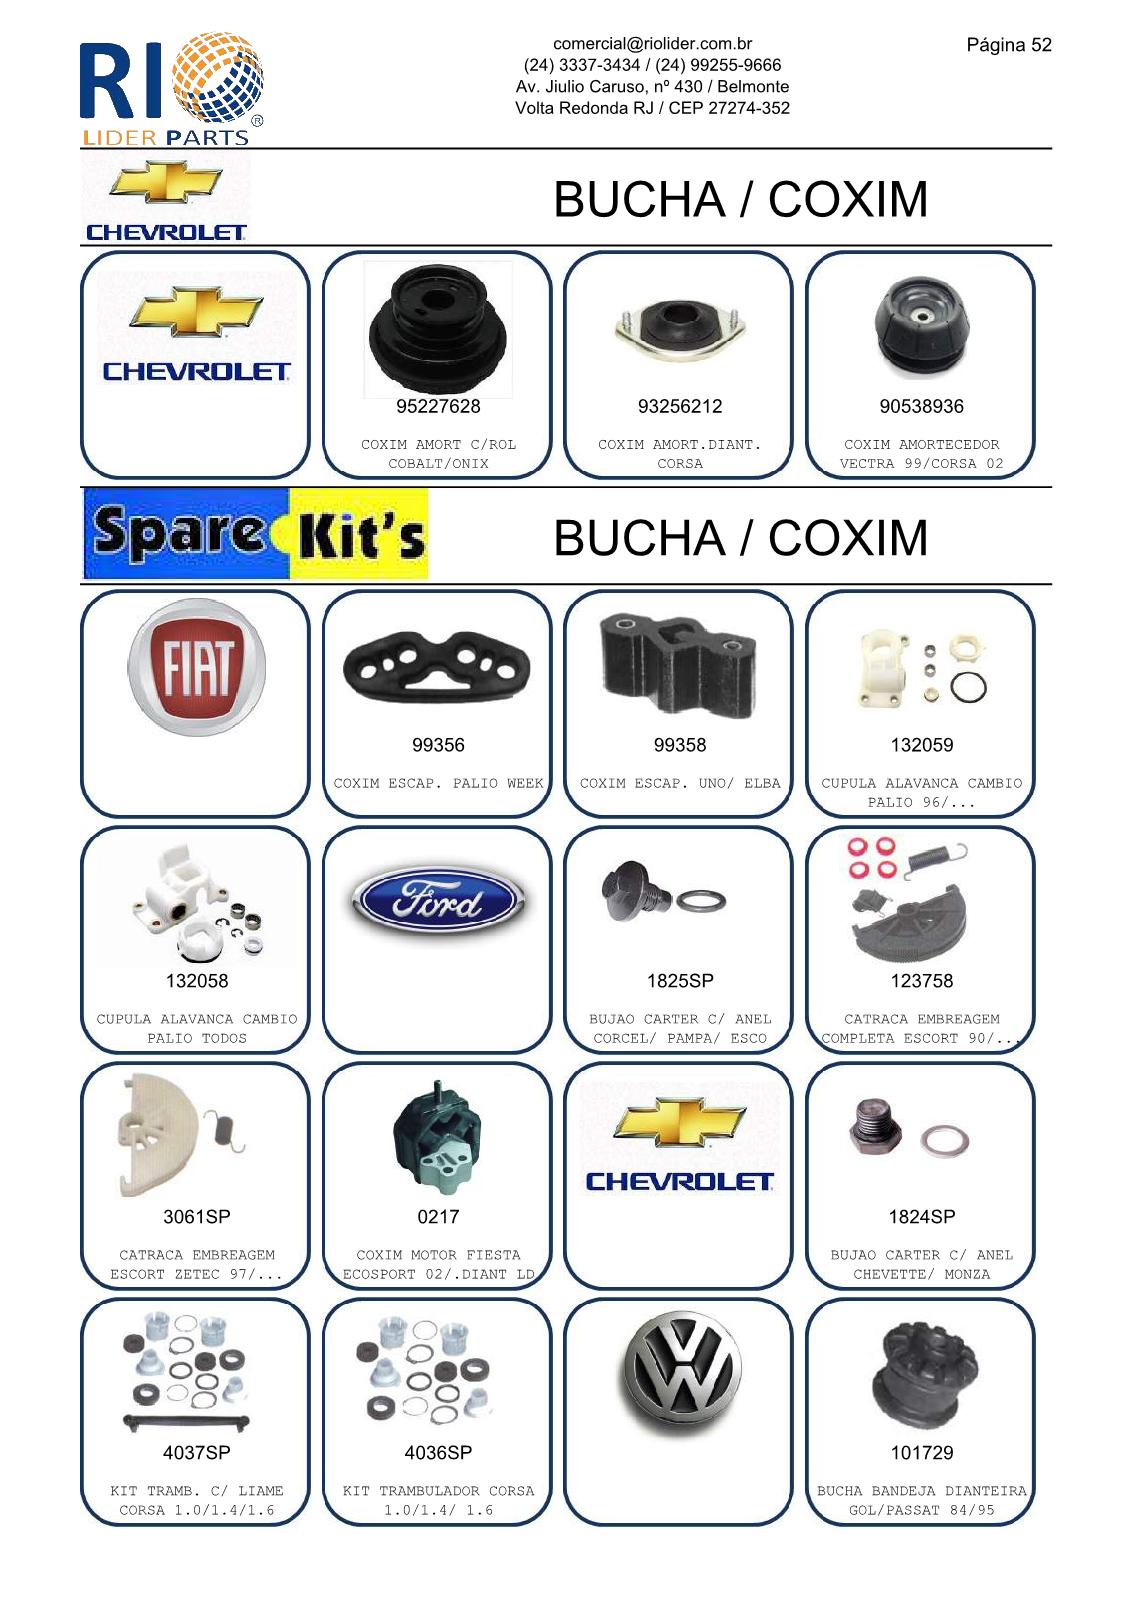 RIO
LIDER PARTS
®
comercial@riolider.com.br
(24) 3337-3434 / (24) 99255-9666
Av. Jiulio Caruso, nº 430 / Belmonte
Volta Redonda RJ / CEP 27274-352
Página 52
CHEVROLET
BUCHA / COXIM
CHEVROLET
95227628
COXIM AMORT C/ROL
COBALT/ONIX
93256212
COXIM AMORT.DIANT.
CORSA
90538936
COXIM AMORTECEDOR
VECTRA 99/CORSA 02
Spare Kit's
BUCHA / COXIM
FIAT
99356
COXIM ESCAP. PALIO WEEK
99358
COXIM ESCAP. UNO/ ELBA
132059
CUPULA ALAVANCA CAMBIO
PALIO 96/...
132058
CUPULA ALAVANCA CAMBIO
PALIO TODOS
Ford
1825SP
BUJAO CARTER C/ ANEL
CORCEL/ PAMPA/ ESCO
123758
CATRACA EMBREAGEM
COMPLETA ESCORT 90/...
3061SP
CATRACA EMBREAGEM
ESCORT ZETEC 97/...
0217
COXIM MOTOR FIESTA
ECOSPORT 02/.DIANT LD
CHEVROLET
1824SP
BUJAO CARTER C/ ANEL
CHEVETTE/ MONZA
4037SP
KIT TRAMB. C/ LIAME
CORSA 1.0/1.4/1.6
4036SP
KIT TRAMBULADOR CORSA
1.0/1.4/ 1.6
VW
101729
BUCHA BANDEJA DIANTEIRA
GOL/PASSAT 84/95